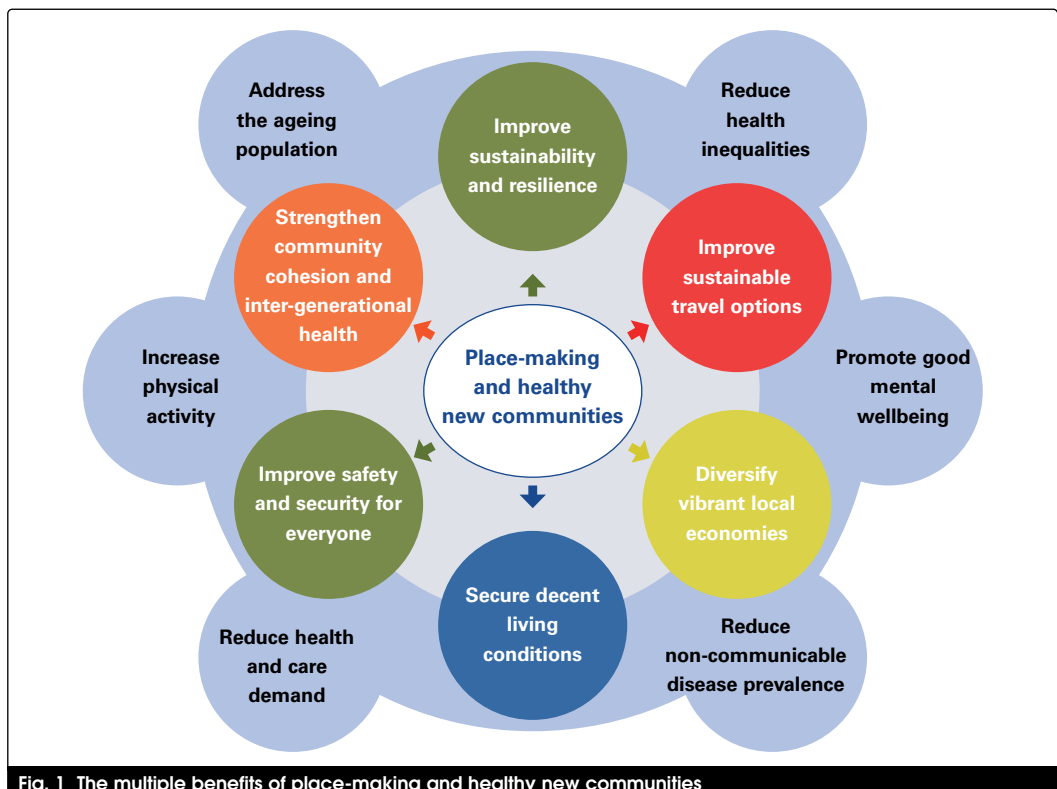 Address
the ageing
population
Reduce
health
inequalities
Improve
sustainability
and resilience
Strengthen
community
cohesion and
inter-generational
health
Improve
sustainable
travel options
Increase
physical
activity
Place-making
and healthy
new communities
Promote good
mental
wellbeing
Improve safety
and security for
everyone
Diversify
vibrant local
economies
Secure decent
living
conditions
Reduce health
and care
demand
Reduce
non-communicable
disease prevalence
Fig. 1 The multiple benefits of place-making and healthy new communities